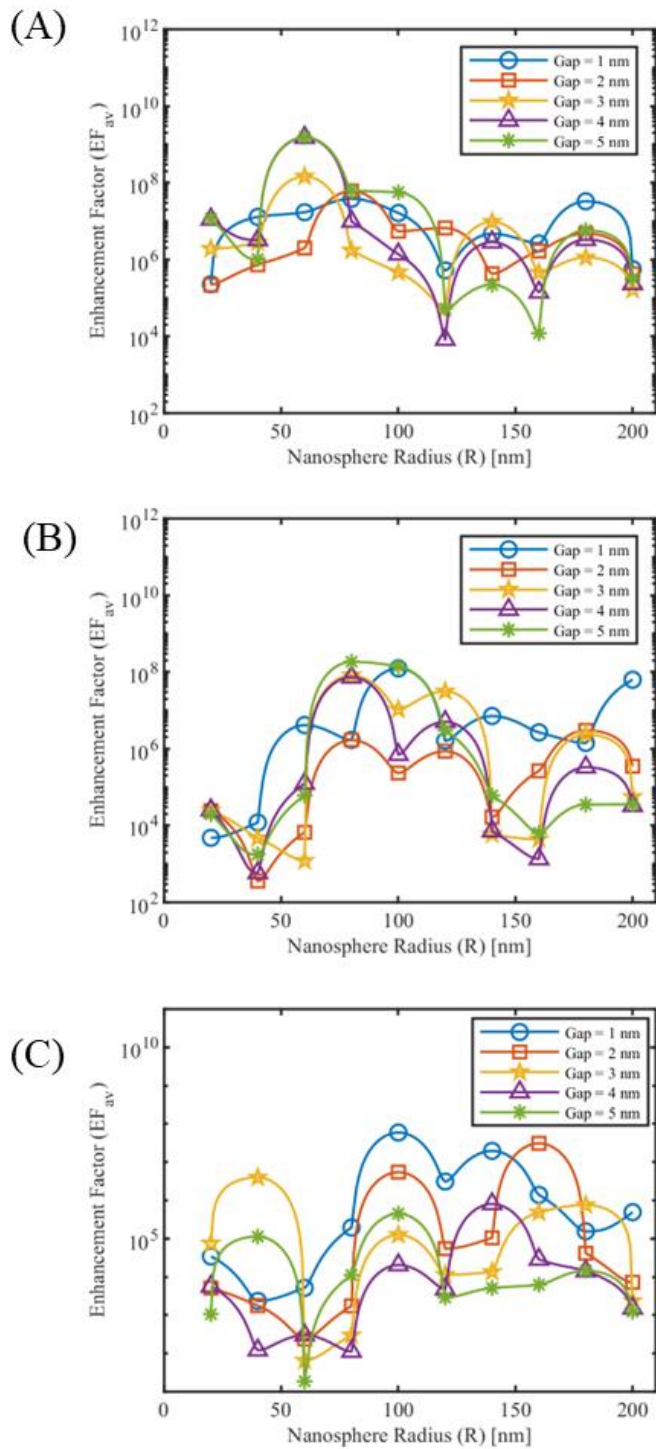 (A)
10^12
10^10
10^8
10^6
10^4
10^2
Enhancement Factor (EF_av)
Gap = 1 nm
Gap = 2 nm
Gap = 3 nm
Gap = 4 nm
Gap = 5 nm
0 50 100 150 200
Nanosphere Radius (R) [nm]
(B)
10^12
10^10
10^8
10^6
10^4
10^2
Enhancement Factor (EF_av)
Gap = 1 nm
Gap = 2 nm
Gap = 3 nm
Gap = 4 nm
Gap = 5 nm
0 50 100 150 200
Nanosphere Radius (R) [nm]
(C)
10^10
10^5
Enhancement Factor (EF_av)
Gap = 1 nm
Gap = 2 nm
Gap = 3 nm
Gap = 4 nm
Gap = 5 nm
0 50 100 150 200
Nanosphere Radius (R) [nm]